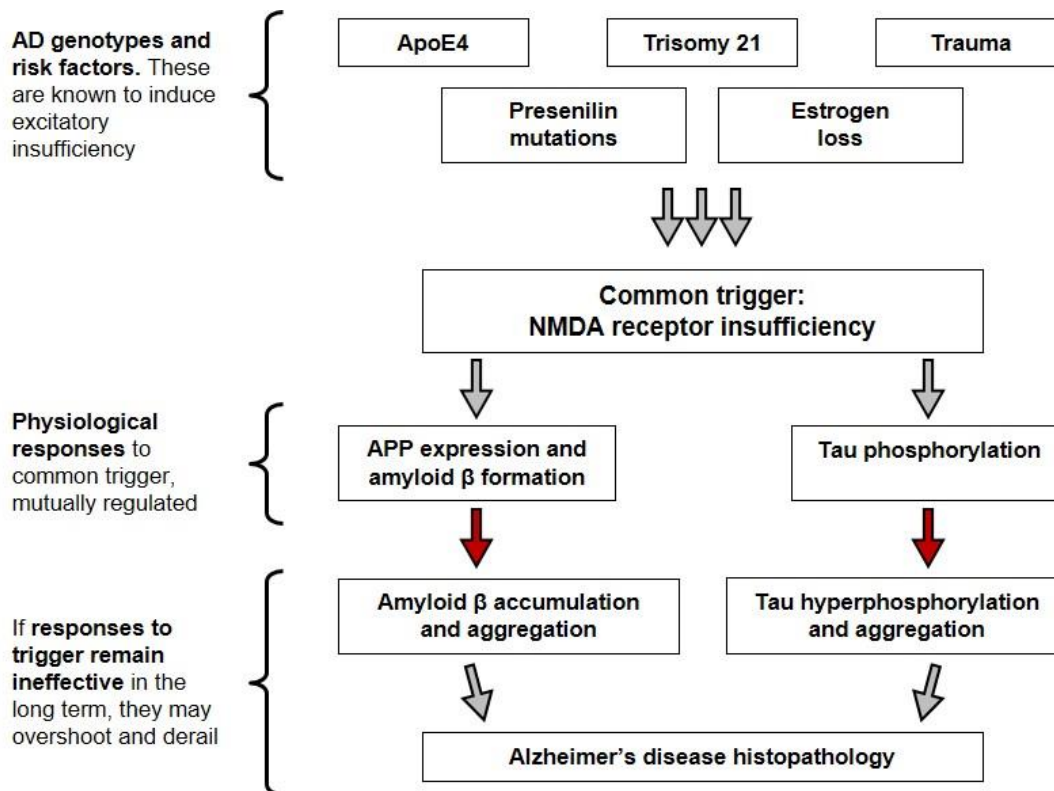 AD genotypes and
risk factors. These
are known to induce
excitatory
insufficiency
ApoE4
Trisomy 21
Trauma
Presenilin
mutations
Estrogen
loss
Common trigger:
NMDA receptor insufficiency
Physiological
responses to
common trigger,
mutually regulated
APP expression and
amyloid β formation
Tau phosphorylation
If responses to
trigger remain
ineffective in the
long term, they may
overshoot and derail
Amyloid β accumulation
and aggregation
Tau hyperphosphorylation
and aggregation
Alzheimer's disease histopathology